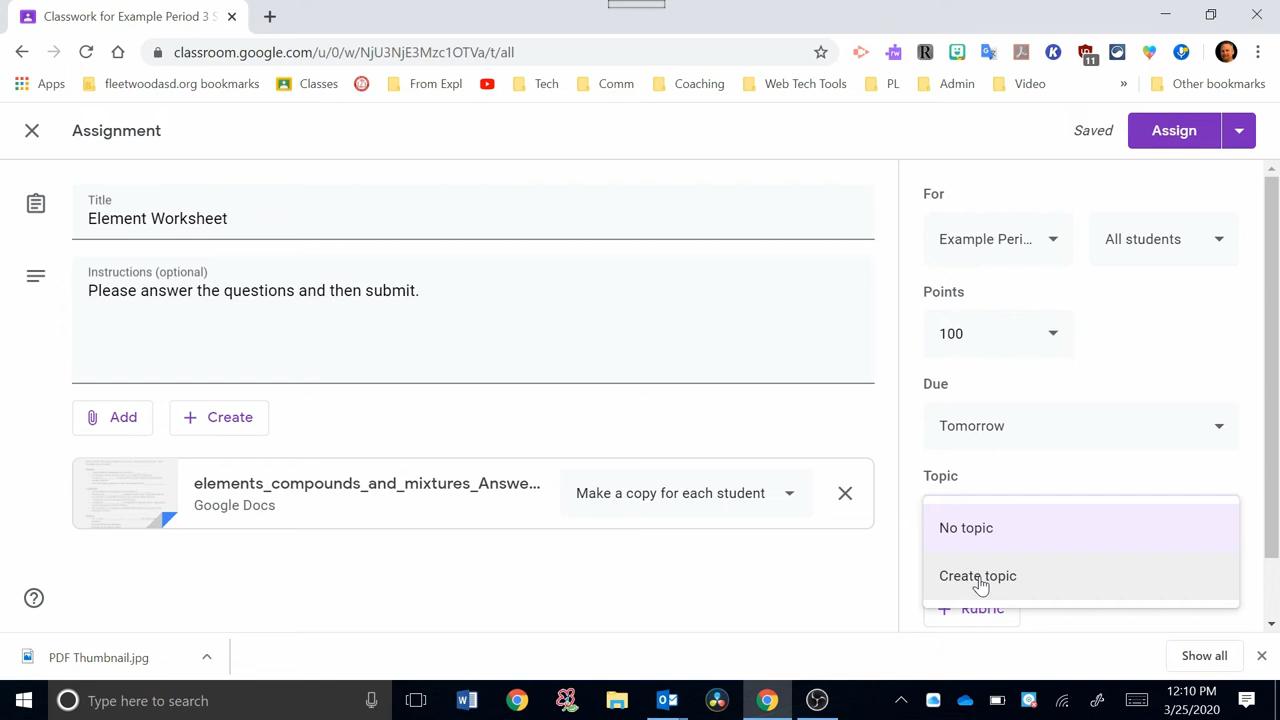 Classwork for Example Period 3 S
classroom.google.com/u/0/w/NjU3NjE3Mzc1OTVa/t/all
11
Apps fleetwoodasd.org bookmarks Classes From Expl Tech Comm Coaching Web Tech Tools PL Admin Video » Other bookmarks
Assignment Saved Assign
Title
Element Worksheet
Instructions (optional)
Please answer the questions and then submit.
Add + Create
elements_compounds_and_mixtures_Answe...
Google Docs
Make a copy for each student
For
Example Peri... All students
Points
100
Due
Tomorrow
Topic
No topic
Create topic
+ Rubric
PDF Thumbnail.jpg Show all
Type here to search
12:10 PM
3/25/2020